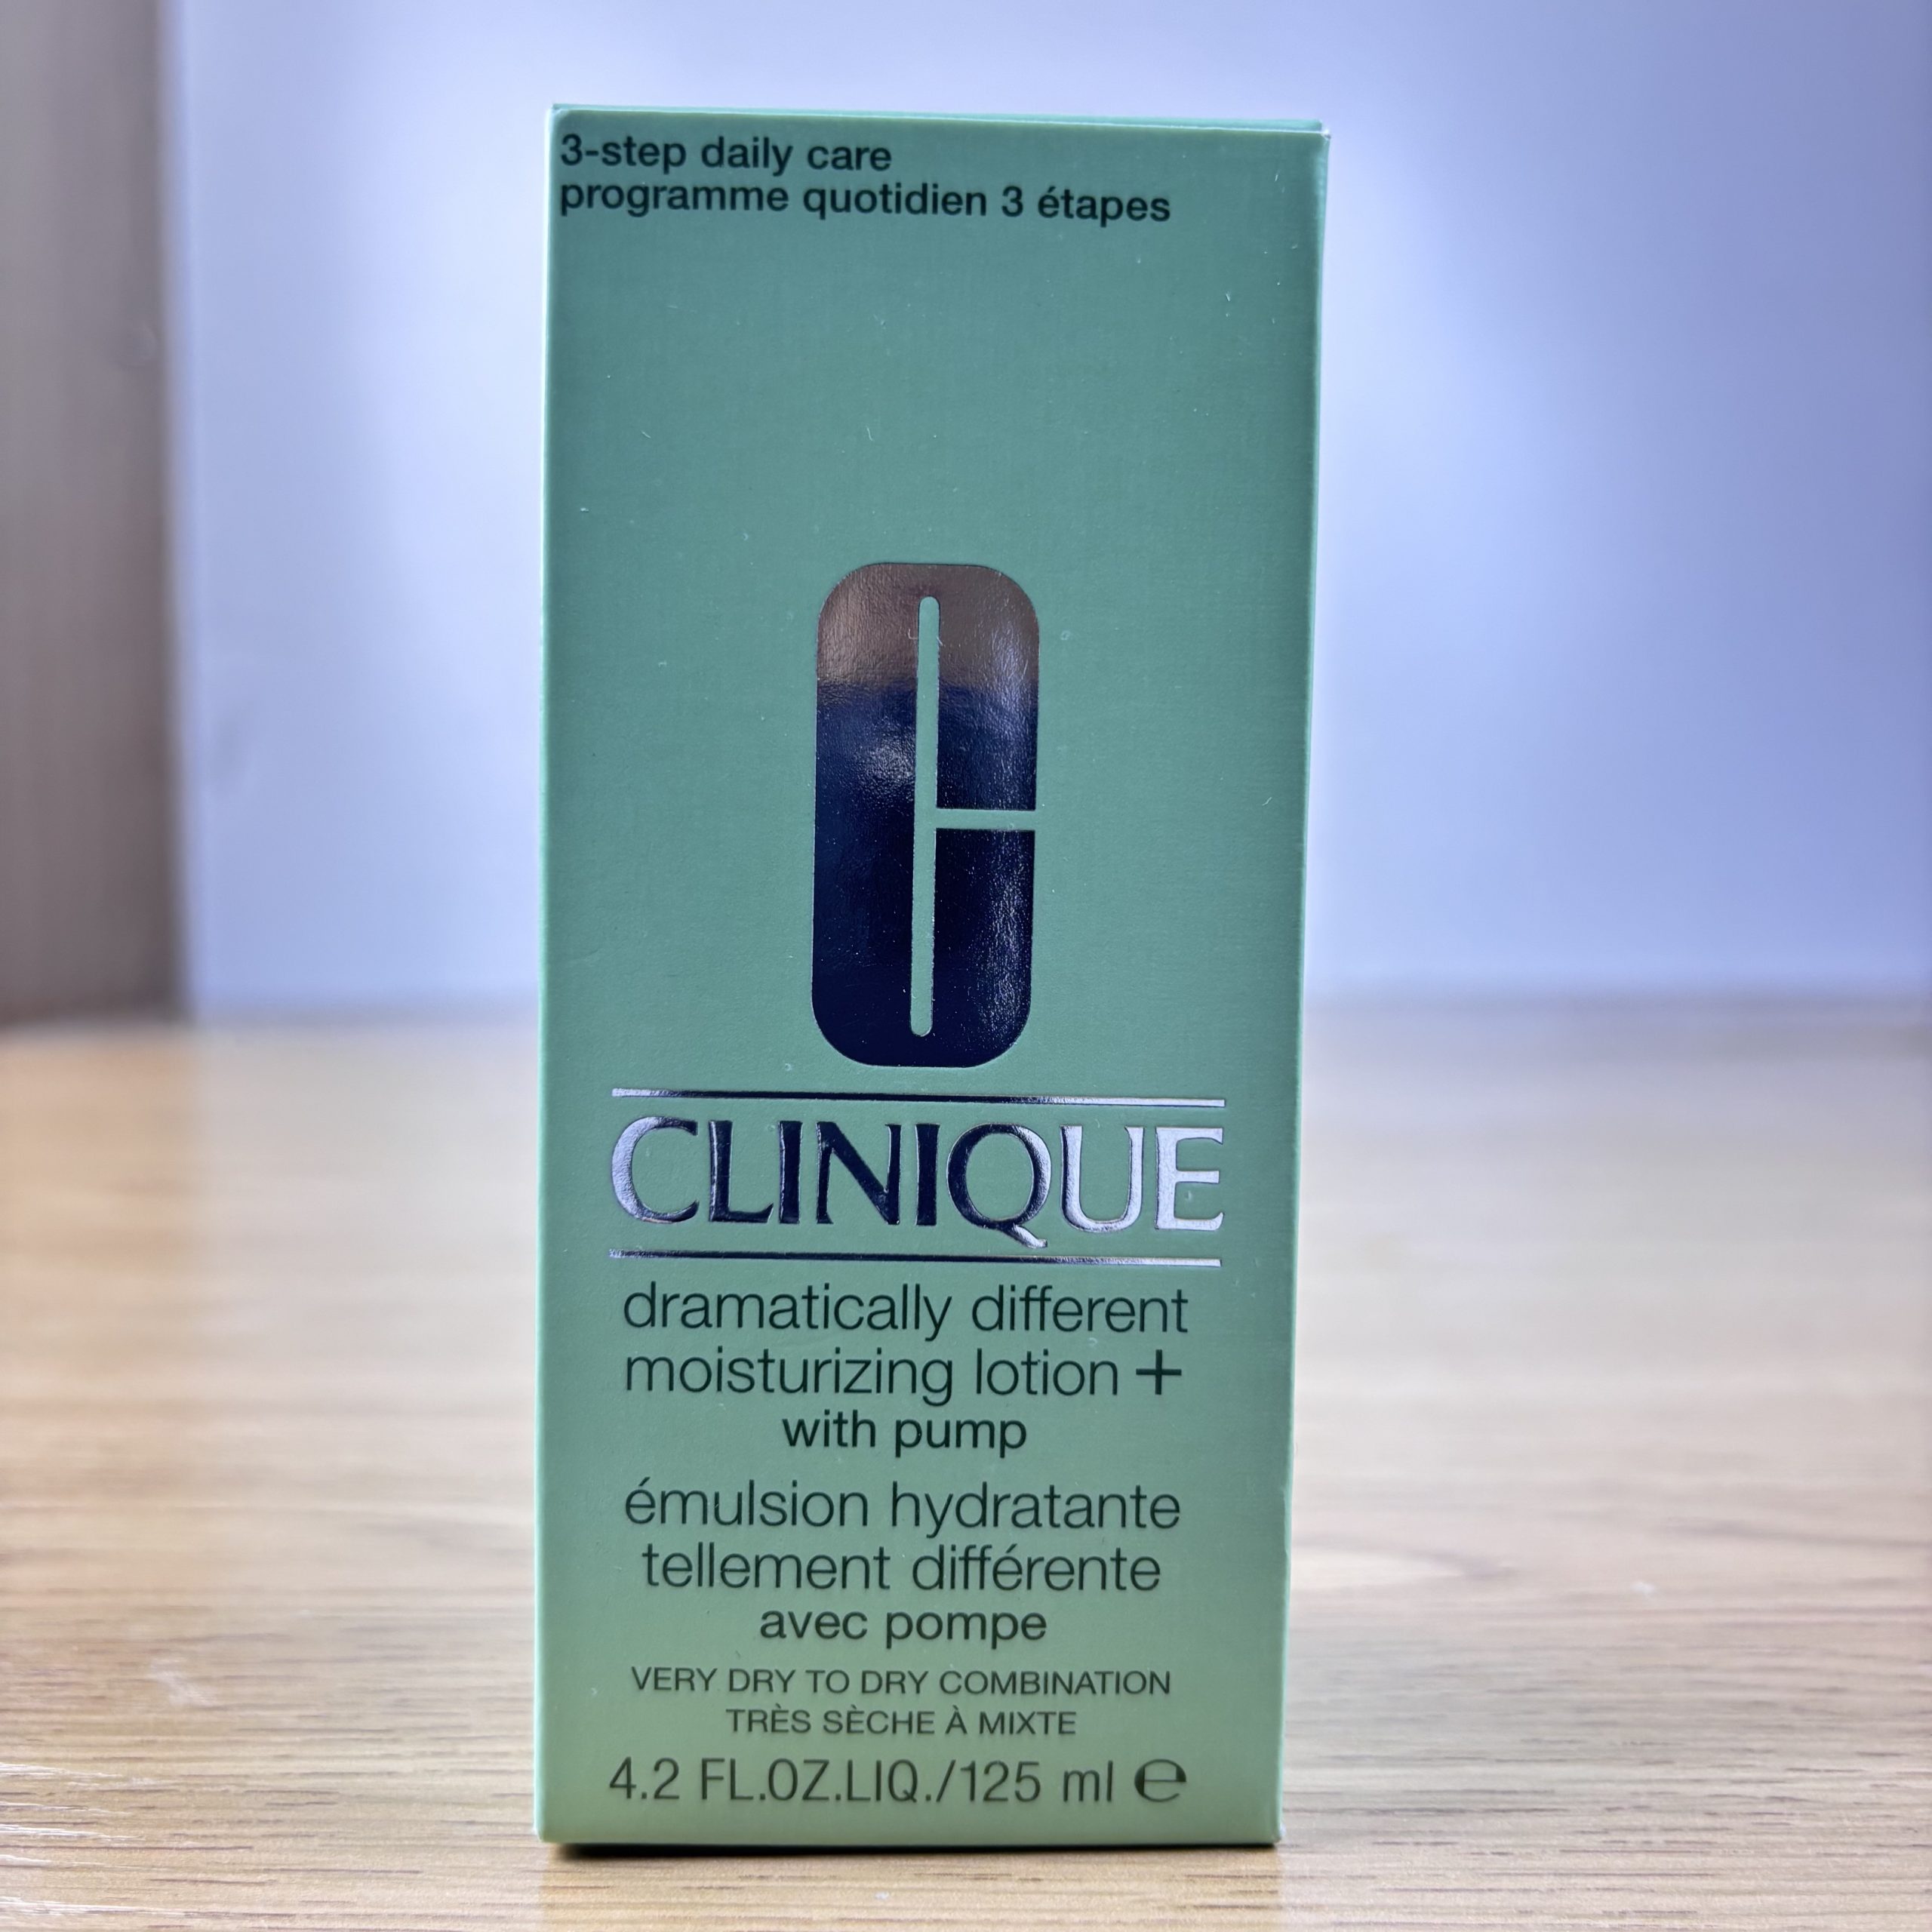 3-step daily care
programme quotidien 3 étapes
C
CLINIQUE
dramatically different
moisturizing lotion +
with pump
émulsion hydratante
tellement différente
avec pompe
VERY DRY TO DRY COMBINATION
TRÈS SÈCHE À MIXTE
4.2 FL.OZ.LIQ./125 ml ℮